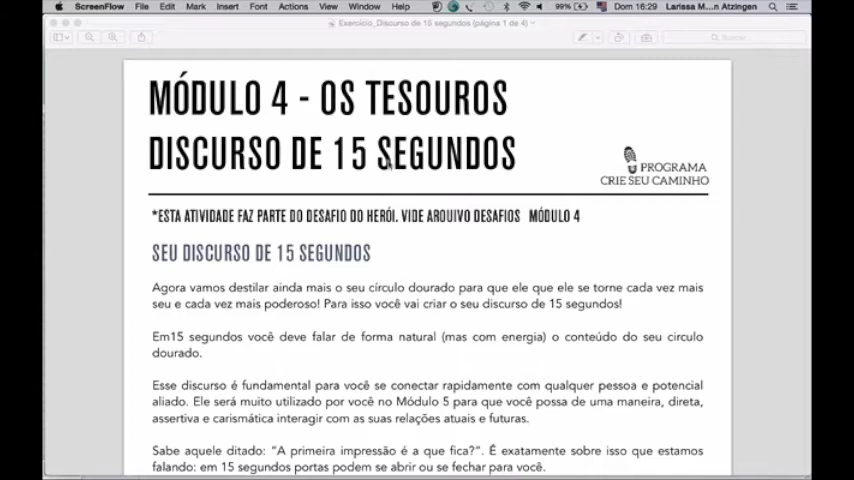 ScreenFlow File Edit Mark Insert Font Actions View Window Help 99% Dom 16:29 Larissa M...n Atzingen
Exercicio_Discurso de 15 segundos (página 1 de 4)
Buscar
MÓDULO 4 - OS TESOUROS
DISCURSO DE 15 SEGUNDOS
PROGRAMA
CRIE SEU CAMINHO
*ESTA ATIVIDADE FAZ PARTE DO DESAFIO DO HERÓI. VIDE ARQUIVO DESAFIOS MÓDULO 4
SEU DISCURSO DE 15 SEGUNDOS
Agora vamos destilar ainda mais o seu círculo dourado para que ele que ele se torne cada vez mais
seu e cada vez mais poderoso! Para isso você vai criar o seu discurso de 15 segundos!
Em15 segundos você deve falar de forma natural (mas com energia) o conteúdo do seu circulo
dourado.
Esse discurso é fundamental para você se conectar rapidamente com qualquer pessoa e potencial
aliado. Ele será muito utilizado por você no Módulo 5 para que você possa de uma maneira, direta,
assertiva e carismática interagir com as suas relações atuais e futuras.
Sabe aquele ditado: "A primeira impressão é a que fica?". É exatamente sobre isso que estamos
falando: em 15 segundos portas podem se abrir ou se fechar para você.